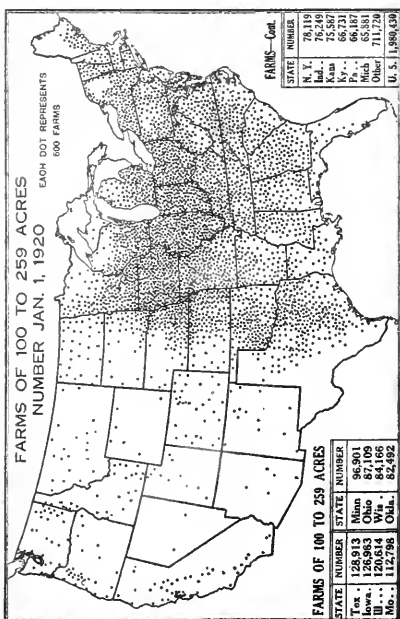 FARMS OF 100 TO 259 ACRES
NUMBER JAN. 1, 1920
EACH DOT REPRESENTS
600 FARMS
FARMS OF 100 TO 259 ACRES
STATE NUMBER STATE NUMBER
Tex.. 128,913 Minn 96,901
Iowa. 126,963 Ohio 87,109
Ill... 120,614 Wis 84,166
Mo.. 112,798 Okla. 82,492
FARMS—Cont.
STATE NUMBER
N. Y. 78,119
Ind.. 76,249
Kans 75,587
Ky... 66,731
Pa... 66,187
Mich 65,881
Other 711,720
U. S. 1,980,430